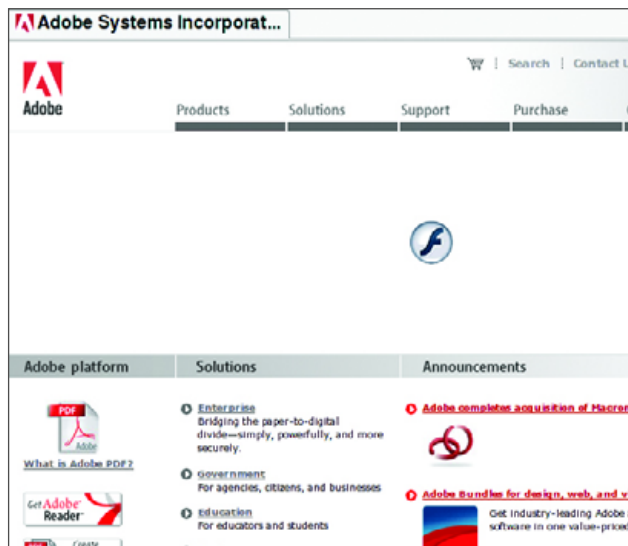 Adobe Systems Incorporat...
Search | Contact U
Adobe
Products Solutions Support Purchase
Adobe platform
Solutions
Announcements
PDF
Adobe
What is Adobe PDF?
Get Adobe
Reader
Create
Enterprise
Bridging the paper-to-digital
divide—simply, powerfully, and more
securely.
Government
For agencies, citizens, and businesses
Education
For educators and students
Adobe completes acquisition of Macrom
Adobe Bundles for design, web, and v
Get industry-leading Adobe
software in one value-priced